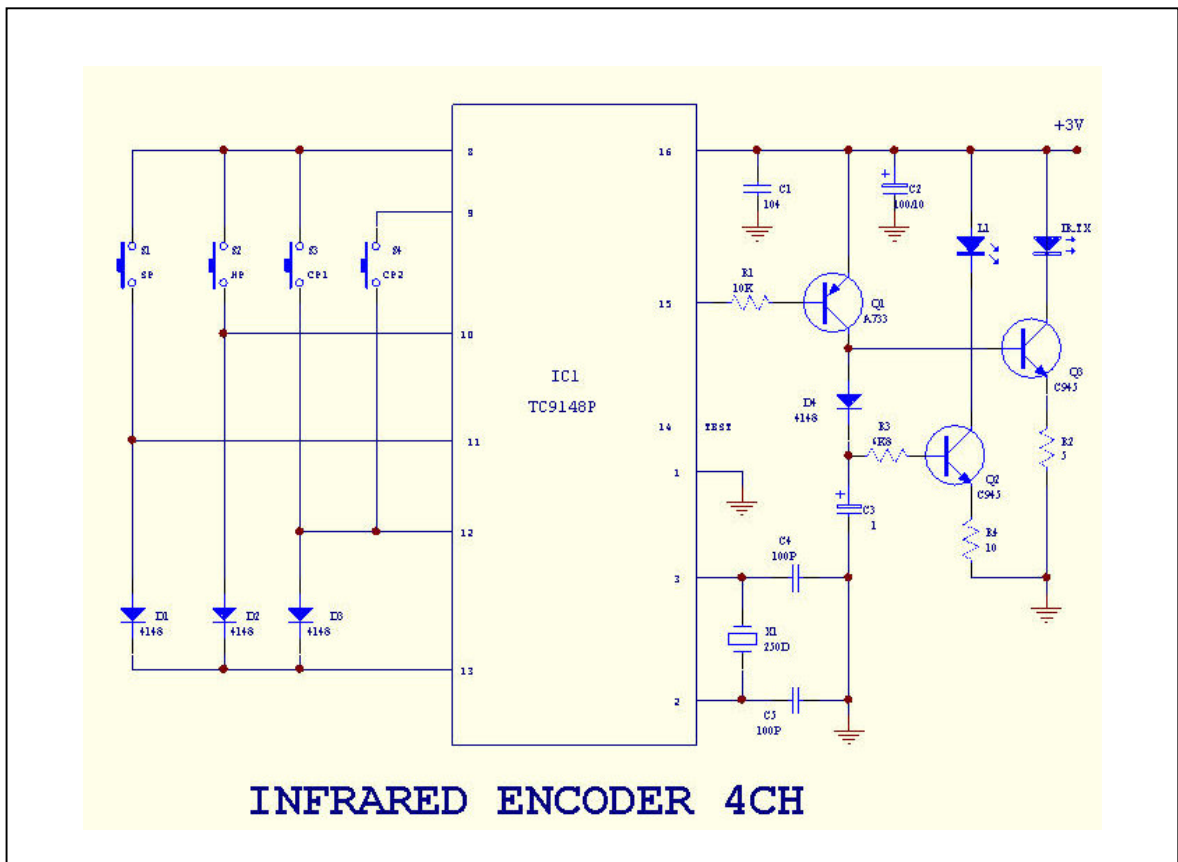 +3V
8
16
C1
104
C2
100/10
9
L1
IR.TX
S1
SP
S2
HP
S3
CP1
S4
CP2
R1
10K
15
Q1
A733
10
Q3
C945
IC1
TC9148P
D4
4148
14
TEST
R3
4K8
11
R2
5
1
Q2
C945
C3
1
12
R4
10
C4
100P
3
D1
4148
D2
4148
D3
4148
X1
250D
13
2
C5
100P
INFRARED ENCODER 4CH